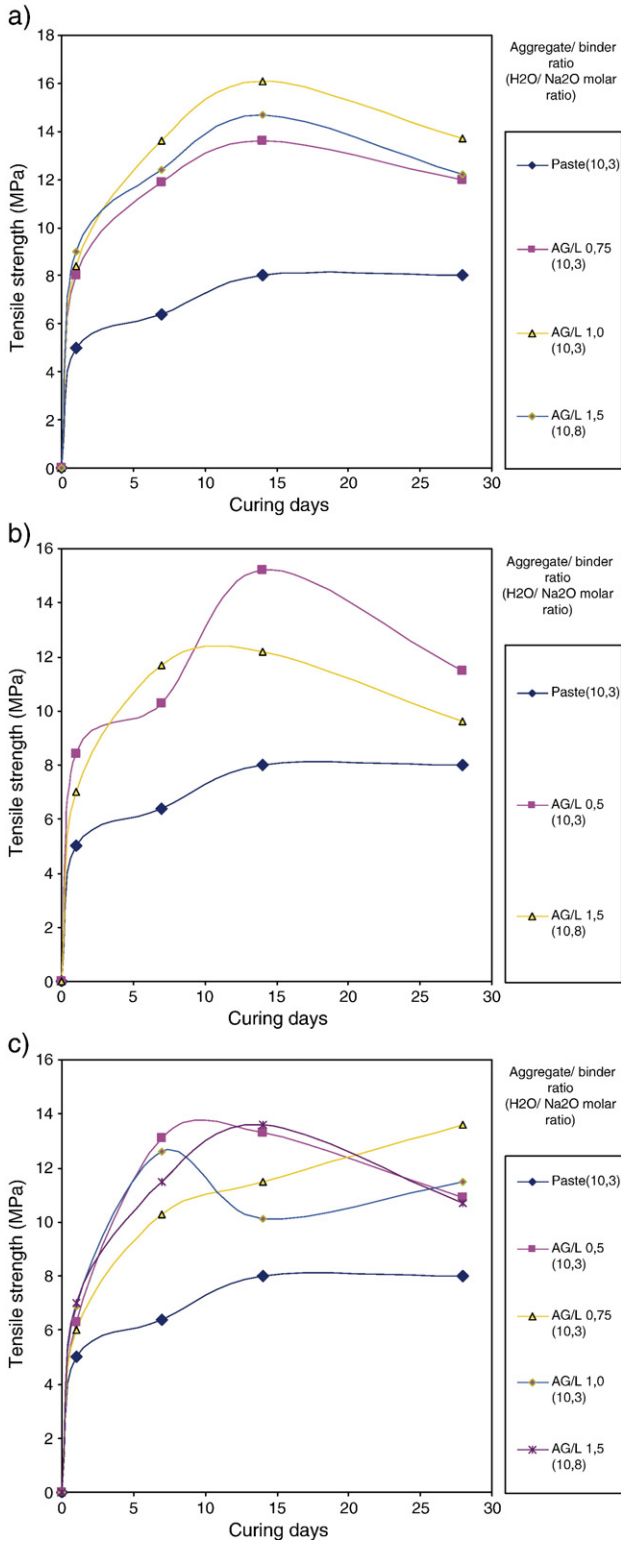 a)
18
16
14
12
10
8
6
4
2
0
Tensile strength (MPa)
0 5 10 15 20 25 30
Curing days
Aggregate/ binder
ratio
(H2O/ Na2O molar
ratio)
Paste(10,3)
AG/L 0,75
(10,3)
AG/L 1,0
(10,3)
AG/L 1,5
(10,8)
b)
16
14
12
10
8
6
4
2
0
Tensile strength (MPa)
0 5 10 15 20 25 30
Curing days
Aggregate/ binder
ratio
(H2O/ Na2O molar
ratio)
Paste(10,3)
AG/L 0,5
(10,3)
AG/L 1,5
(10,8)
c)
16
14
12
10
8
6
4
2
0
Tensile strength (MPa)
0 5 10 15 20 25 30
Curing days
Aggregate/ binder
ratio
(H2O/ Na2O molar
ratio)
Paste(10,3)
AG/L 0,5
(10,3)
AG/L 0,75
(10,3)
AG/L 1,0
(10,3)
AG/L 1,5
(10,8)